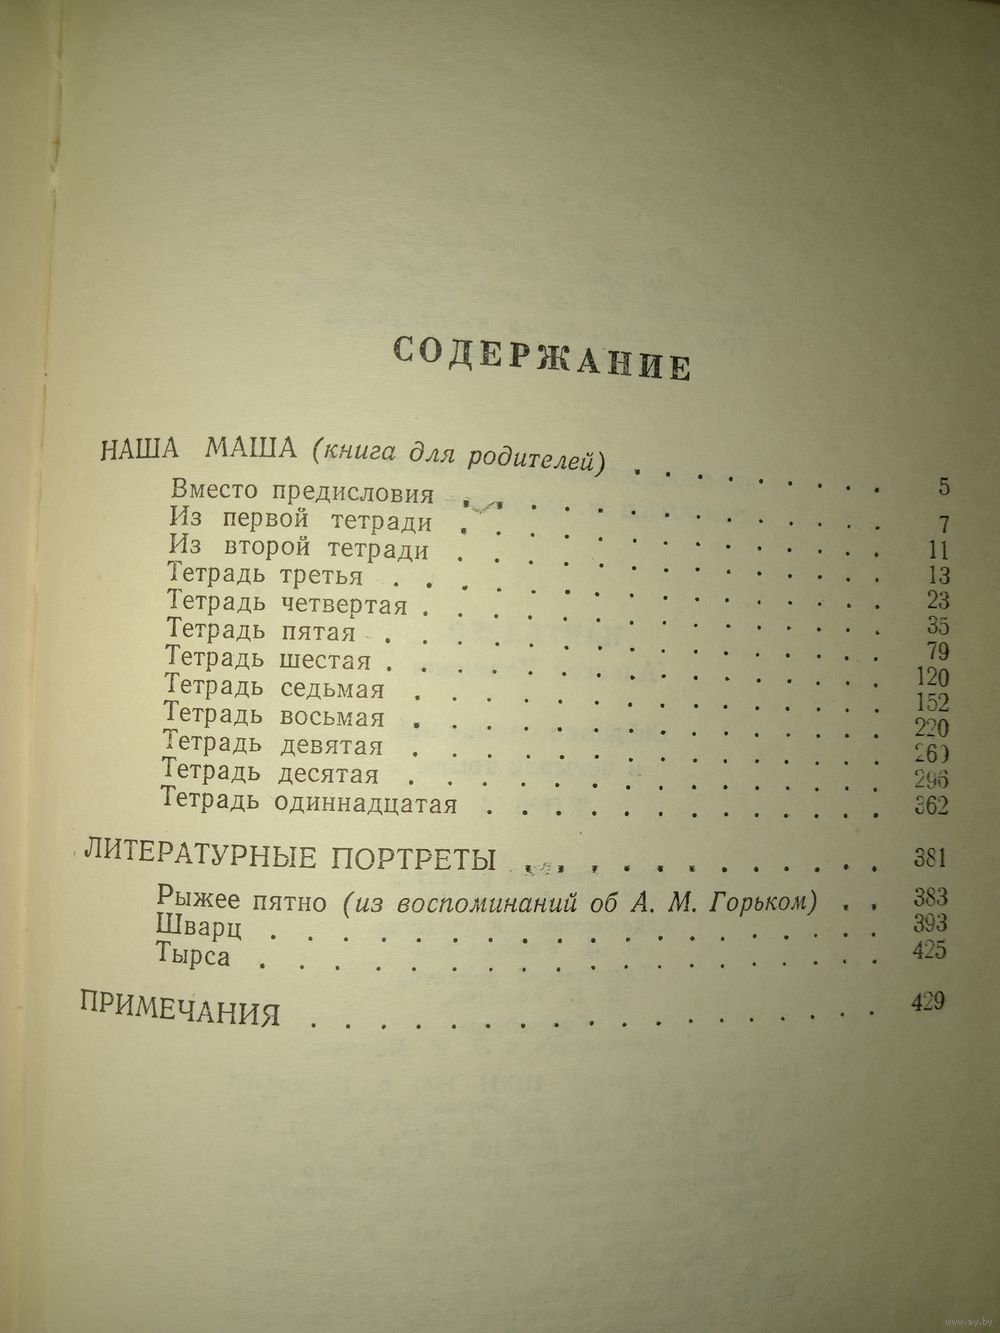 СОДЕРЖАНИЕ
НАША МАША (книга для родителей) . . . . . . . . 5
Вместо предисловия . . . . . . . . . . . . . 7
Из первой тетради . . . . . . . . . . . . . 11
Из второй тетради . . . . . . . . . . . . . 13
Тетрадь третья . . . . . . . . . . . . . . . 23
Тетрадь четвертая . . . . . . . . . . . . . . 35
Тетрадь пятая . . . . . . . . . . . . . . . 79
Тетрадь шестая . . . . . . . . . . . . . . . 120
Тетрадь седьмая . . . . . . . . . . . . . . 152
Тетрадь восьмая . . . . . . . . . . . . . . 220
Тетрадь девятая . . . . . . . . . . . . . .
Тетрадь десятая . . . . . . . . . . . . . . 296
Тетрадь одиннадцатая . . . . . . . . . . . . 362
ЛИТЕРАТУРНЫЕ ПОРТРЕТЫ . . . . . . . . . . . 381
Рыжее пятно (из воспоминаний об А. М. Горьком) . . 383
Шварц . . . . . . . . . . . . . . . . . . 393
Тырса . . . . . . . . . . . . . . . . . . 425
ПРИМЕЧАНИЯ . . . . . . . . . . . . . . . . . 429
www.ay.by